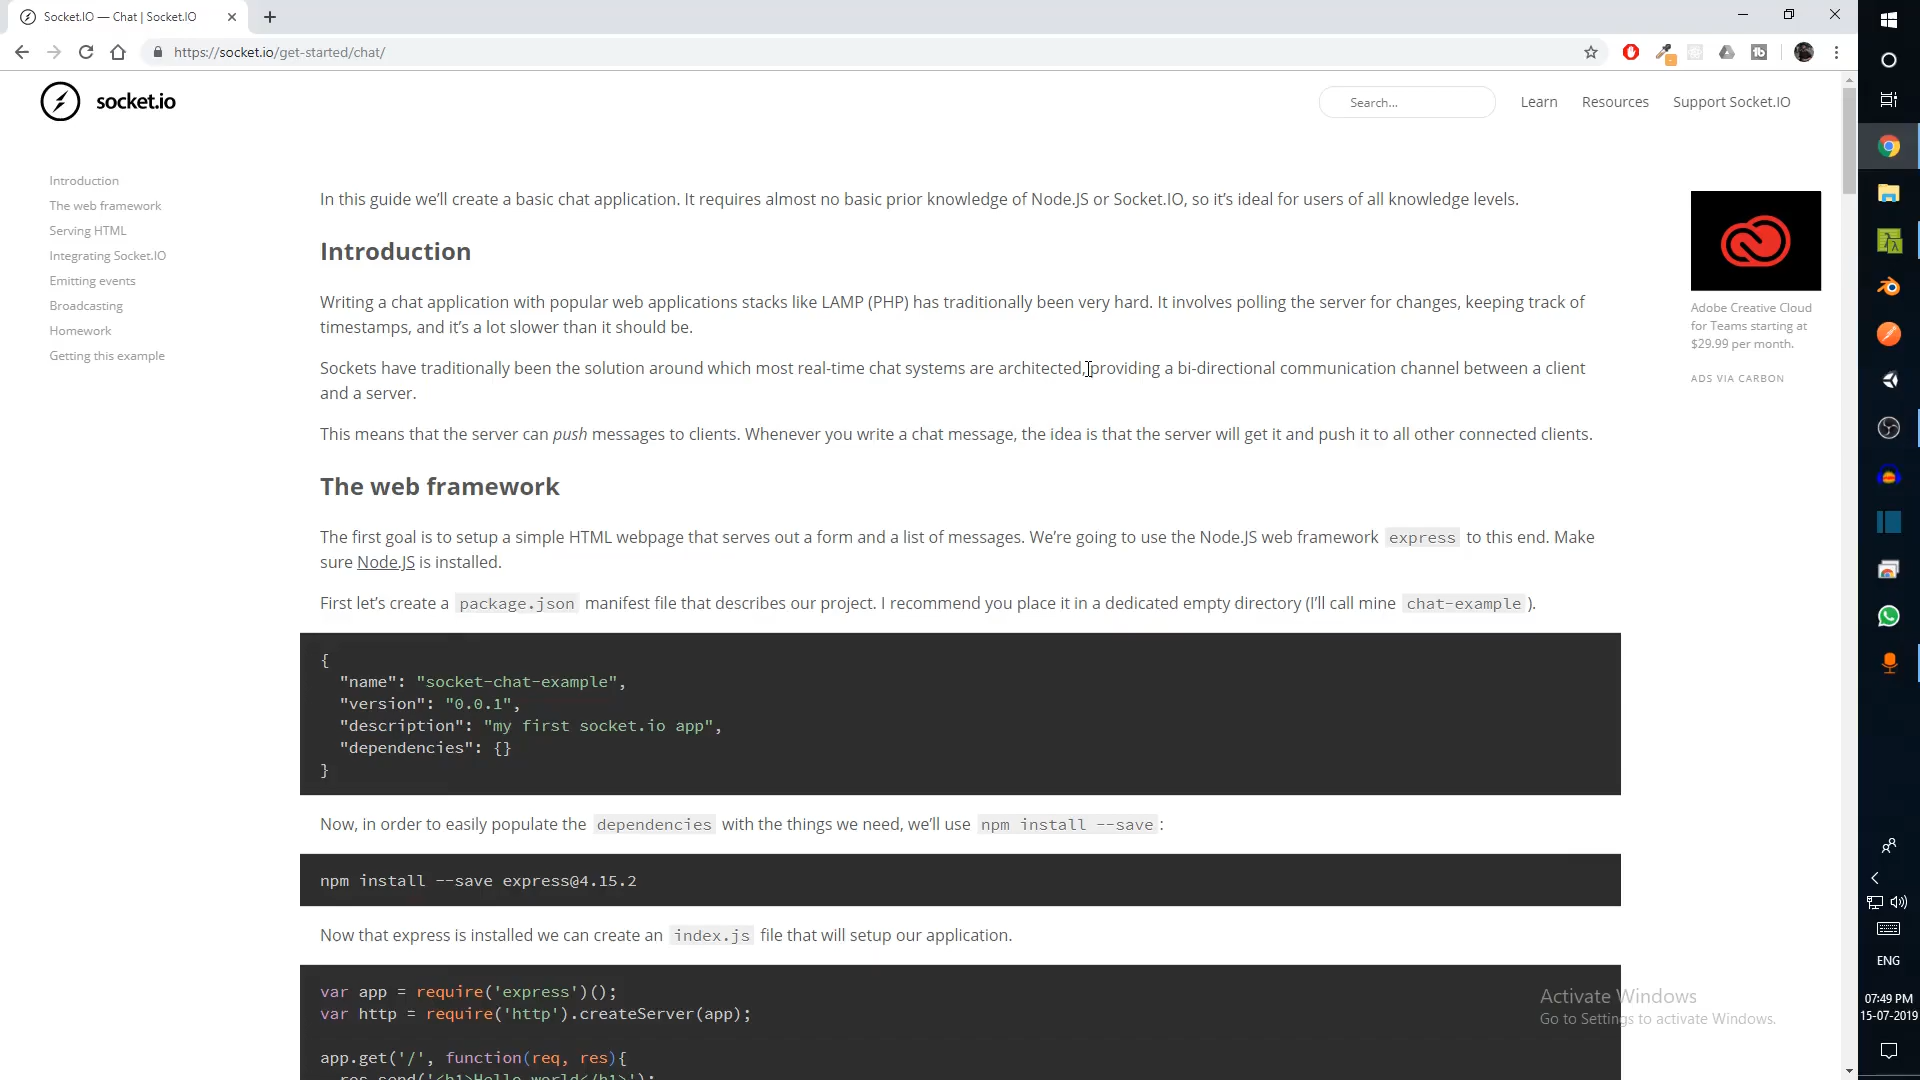 Socket.IO — Chat | Socket.IO
https://socket.io/get-started/chat/
socket.io
Search...
Learn
Resources
Support Socket.IO
Introduction
The web framework
Serving HTML
Integrating Socket.IO
Emitting events
Broadcasting
Homework
Getting this example
In this guide we’ll create a basic chat application. It requires almost no basic prior knowledge of Node.JS or Socket.IO, so it’s ideal for users of all knowledge levels.
Introduction
Writing a chat application with popular web applications stacks like LAMP (PHP) has traditionally been very hard. It involves polling the server for changes, keeping track of
timestamps, and it’s a lot slower than it should be.
Sockets have traditionally been the solution around which most real-time chat systems are architected, providing a bi-directional communication channel between a client
and a server.
This means that the server can push messages to clients. Whenever you write a chat message, the idea is that the server will get it and push it to all other connected clients.
The web framework
The first goal is to setup a simple HTML webpage that serves out a form and a list of messages. We’re going to use the Node.JS web framework express to this end. Make
sure Node.JS is installed.
First let’s create a package.json manifest file that describes our project. I recommend you place it in a dedicated empty directory (I’ll call mine chat-example ).
{
"name": "socket-chat-example",
"version": "0.0.1",
"description": "my first socket.io app",
"dependencies": {}
}
Now, in order to easily populate the dependencies with the things we need, we’ll use npm install --save :
npm install --save express@4.15.2
Now that express is installed we can create an index.js file that will setup our application.
var app = require('express')();
var http = require('http').createServer(app);
app.get('/', function(req, res){
res.send('<h1>Hello world</h1>');
Adobe Creative Cloud
for Teams starting at
$29.99 per month.
ADS VIA CARBON
Activate Windows
Go to Settings to activate Windows.
ENG
07:49 PM
15-07-2019